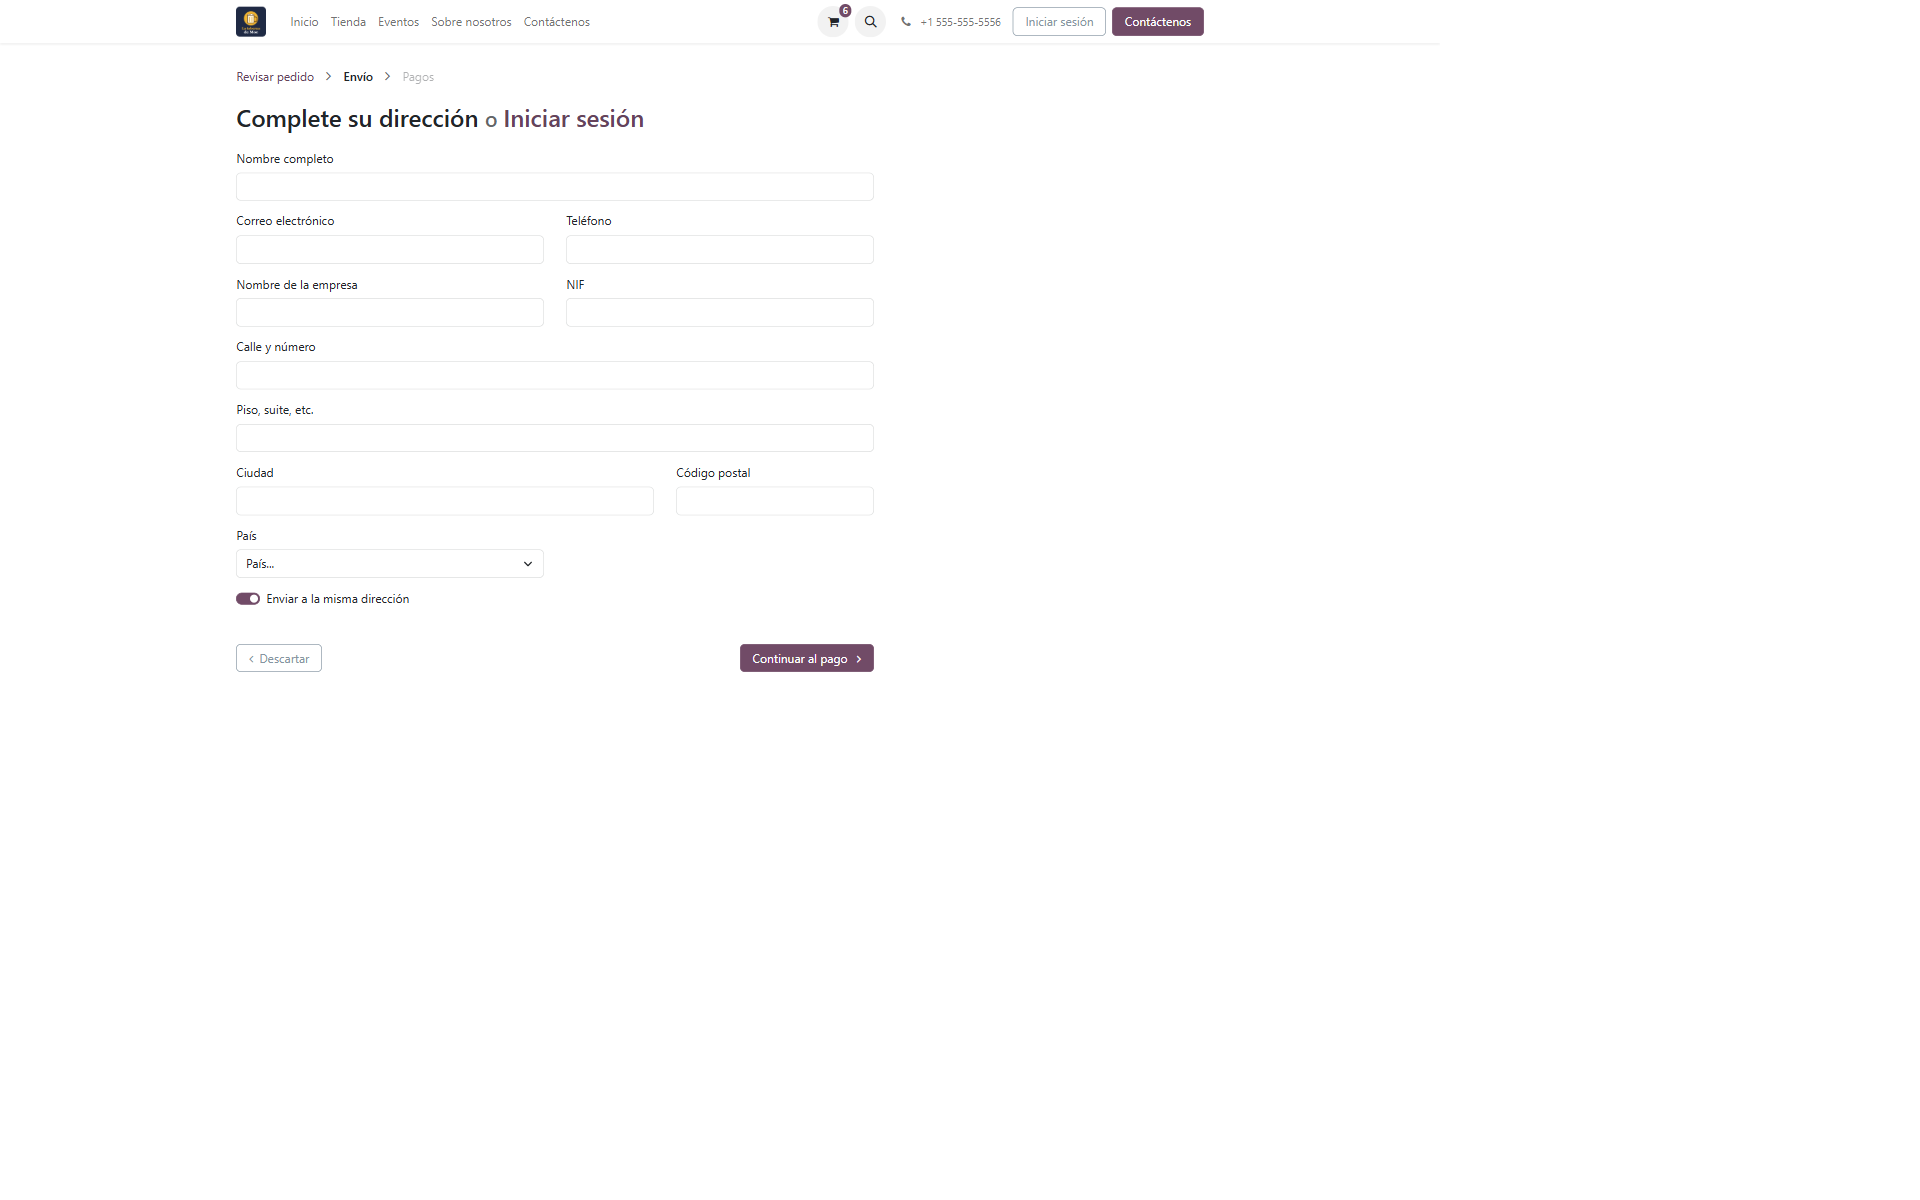 Inicio Tienda Eventos Sobre nosotros Contáctenos 6 +1 555-555-5556 Iniciar sesión Contáctenos
Revisar pedido > Envío > Pagos
Complete su dirección o Iniciar sesión
Nombre completo
Correo electrónico Teléfono
Nombre de la empresa NIF
Calle y número
Piso, suite, etc.
Ciudad Código postal
País
País...
Enviar a la misma dirección
< Descartar Continuar al pago >